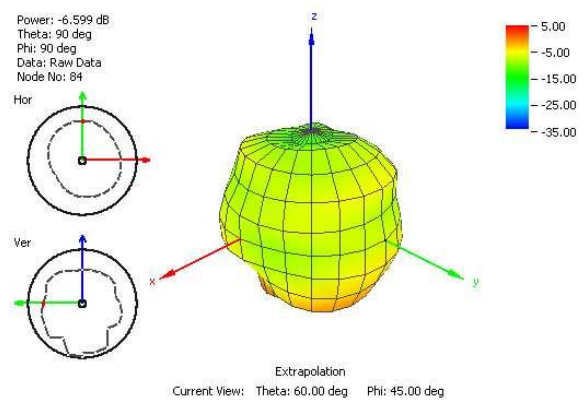 Power: -6.599 dB
Theta: 90 deg
Phi: 90 deg
Data: Raw Data
Node No: 84
Hor
Ver
z
x
y
5.00
-5.00
-15.00
-25.00
-35.00
Extrapolation
Current View: Theta: 60.00 deg Phi: 45.00 deg